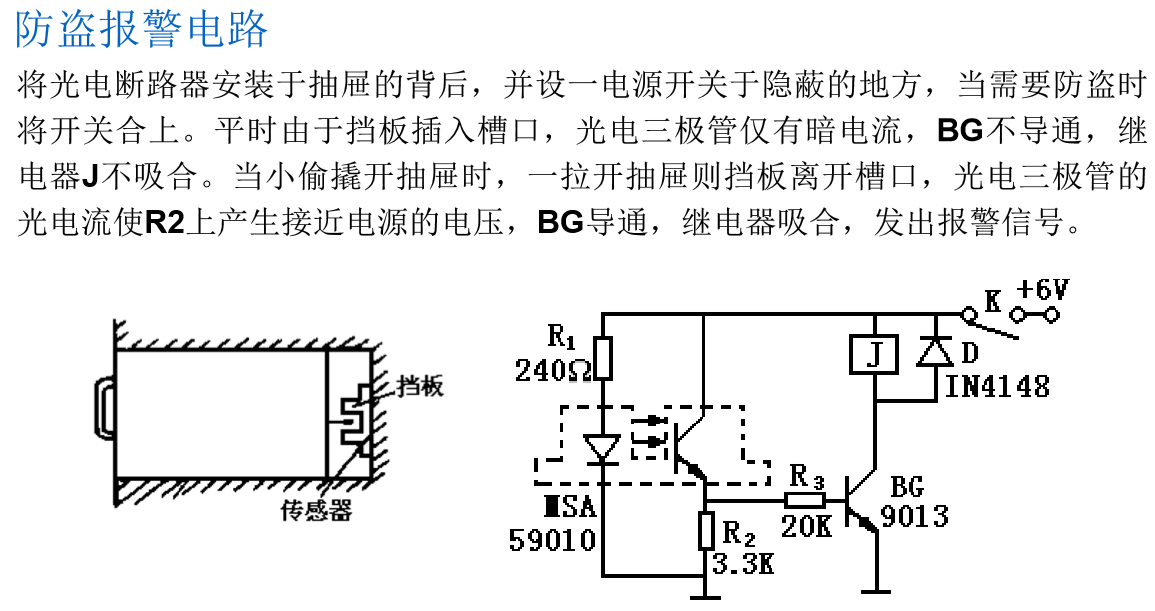 防盗报警电路
将光电断路器安装于抽屉的背后，并设一电源开关于隐蔽的地方，当需要防盗时
将开关合上。平时由于挡板插入槽口，光电三极管仅有暗电流，BG不导通，继
电器J不吸合。当小偷撬开抽屉时，一拉开抽屉则挡板离开槽口，光电三极管的
光电流使R2上产生接近电源的电压，BG导通，继电器吸合，发出报警信号。
挡板
传感器
K
+6V
R1
240Ω
J
D
IN4148
MSA
59010
R3
20K
BG
9013
R2
3.3K